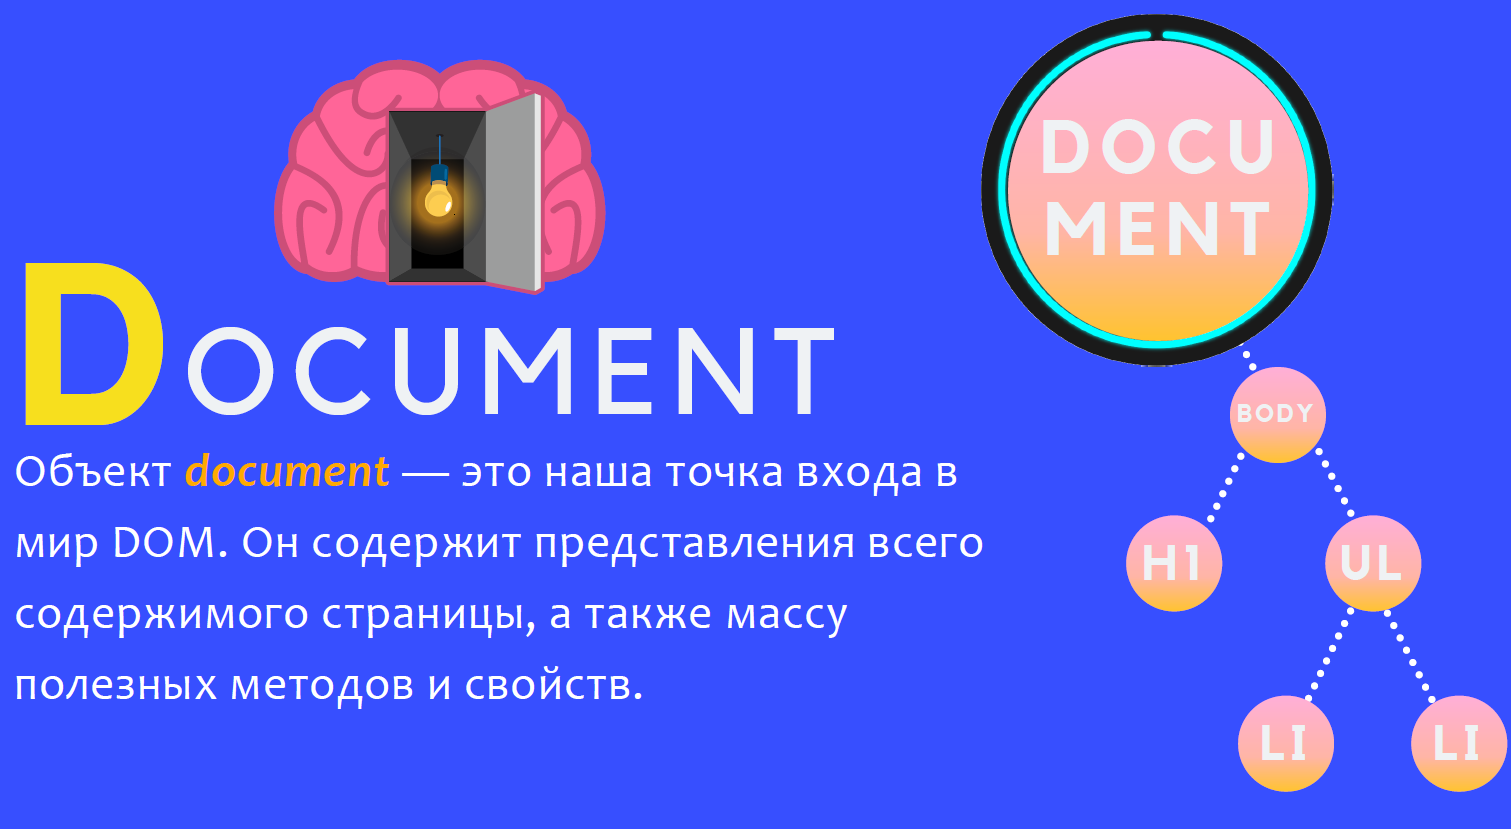 DOCUMENT
Объект document — это наша точка входа в
мир DOM. Он содержит представления всего
содержимого страницы, а также массу
полезных методов и свойств.
DOCU
MENT
BODY
H1
UL
LI
LI